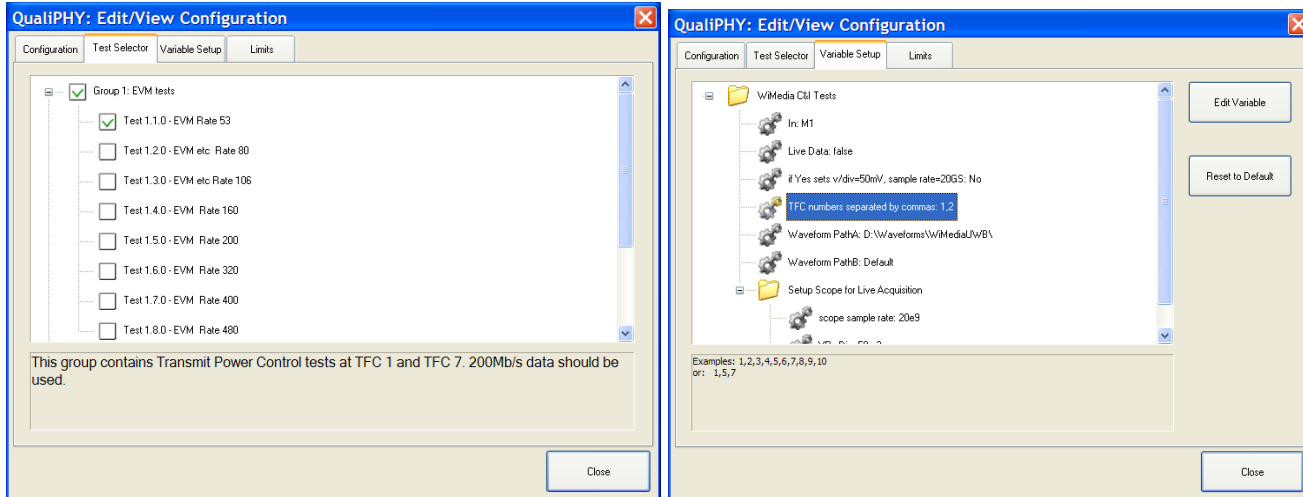 QualiPHY: Edit/View Configuration
Configuration Test Selector Variable Setup Limits
Group 1: EVM tests
Test 1.1.0 - EVM Rate 53
Test 1.2.0 - EVM etc Rate 80
Test 1.3.0 - EVM etc Rate 106
Test 1.4.0 - EVM Rate 160
Test 1.5.0 - EVM Rate 200
Test 1.6.0 - EVM Rate 320
Test 1.7.0 - EVM Rate 400
Test 1.8.0 - EVM Rate 480
This group contains Transmit Power Control tests at TFC 1 and TFC 7. 200Mb/s data should be
used.
Close
QualiPHY: Edit/View Configuration
Configuration Test Selector Variable Setup Limits
WiMedia C&I Tests
In: M1
Live Data: false
if Yes sets v/div=50mV, sample rate=20GS: No
TFC numbers separated by commas: 1,2
Waveform PathA: D:\Waveforms\WiMediaUWB\
Waveform PathB: Default
Setup Scope for Live Acquisition
scope sample rate: 20e9
Edit Variable
Reset to Default
Examples: 1,2,3,4,5,6,7,8,9,10
or: 1,5,7
Close